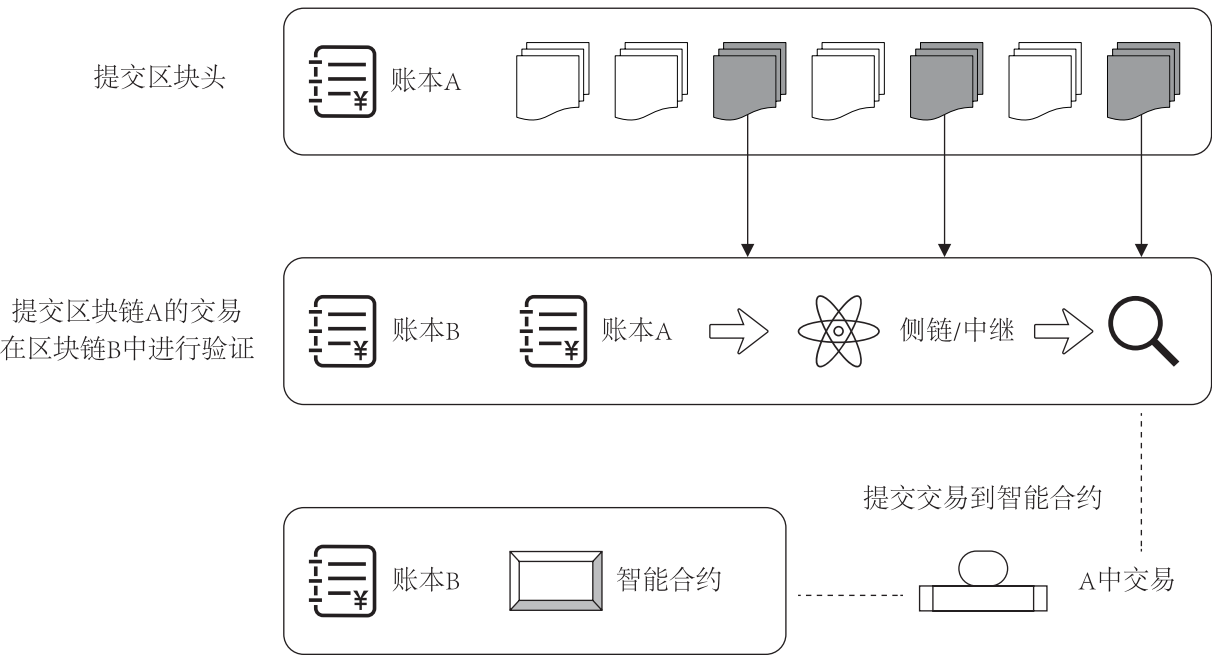 提交区块头
账本A
提交区块链A的交易
在区块链B中进行验证
账本B
账本A
侧链/中继
提交交易到智能合约
账本B
智能合约
A中交易